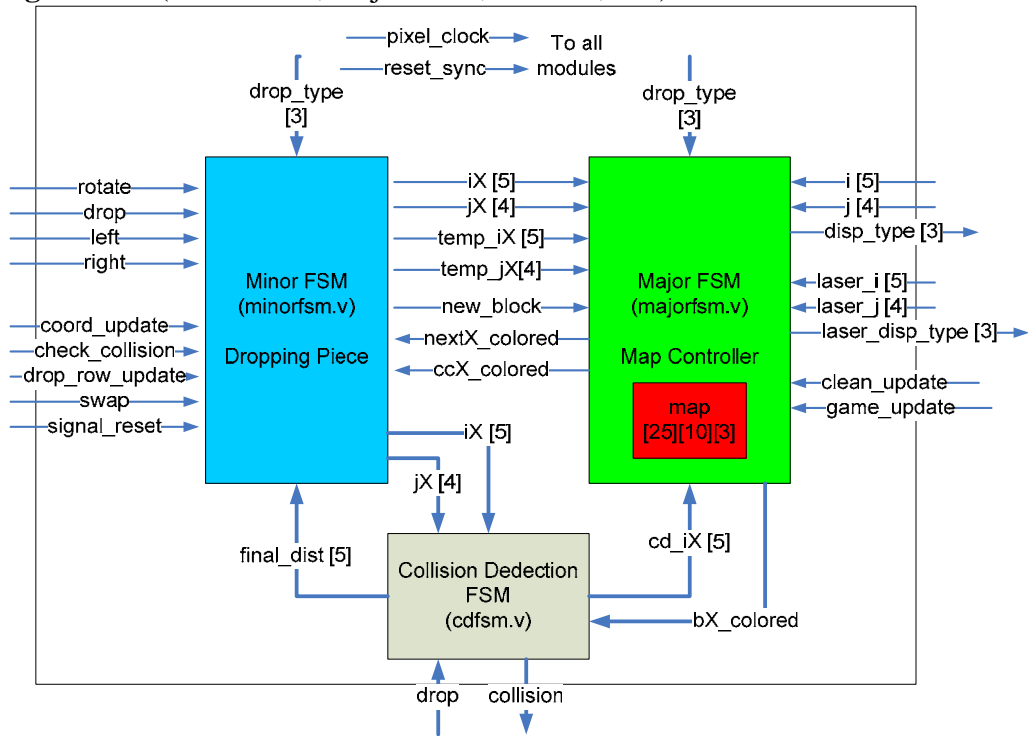 pixel_clock
reset_sync
To all
modules
drop_type
[3]
drop_type
[3]
rotate
drop
left
right
coord_update
check_collision
drop_row_update
swap
signal_reset
Minor FSM
(minorfsm.v)
Dropping Piece
iX [5]
jX [4]
temp_iX [5]
temp_jX[4]
new_block
nextX_colored
ccX_colored
Major FSM
(majorfsm.v)
Map Controller
map
[25][10][3]
i [5]
j [4]
disp_type [3]
laser_i [5]
laser_j [4]
laser_disp_type [3]
clean_update
game_update
iX [5]
jX [4]
final_dist [5]
Collision Dedection
FSM
(cdfsm.v)
cd_iX [5]
bX_colored
drop
collision